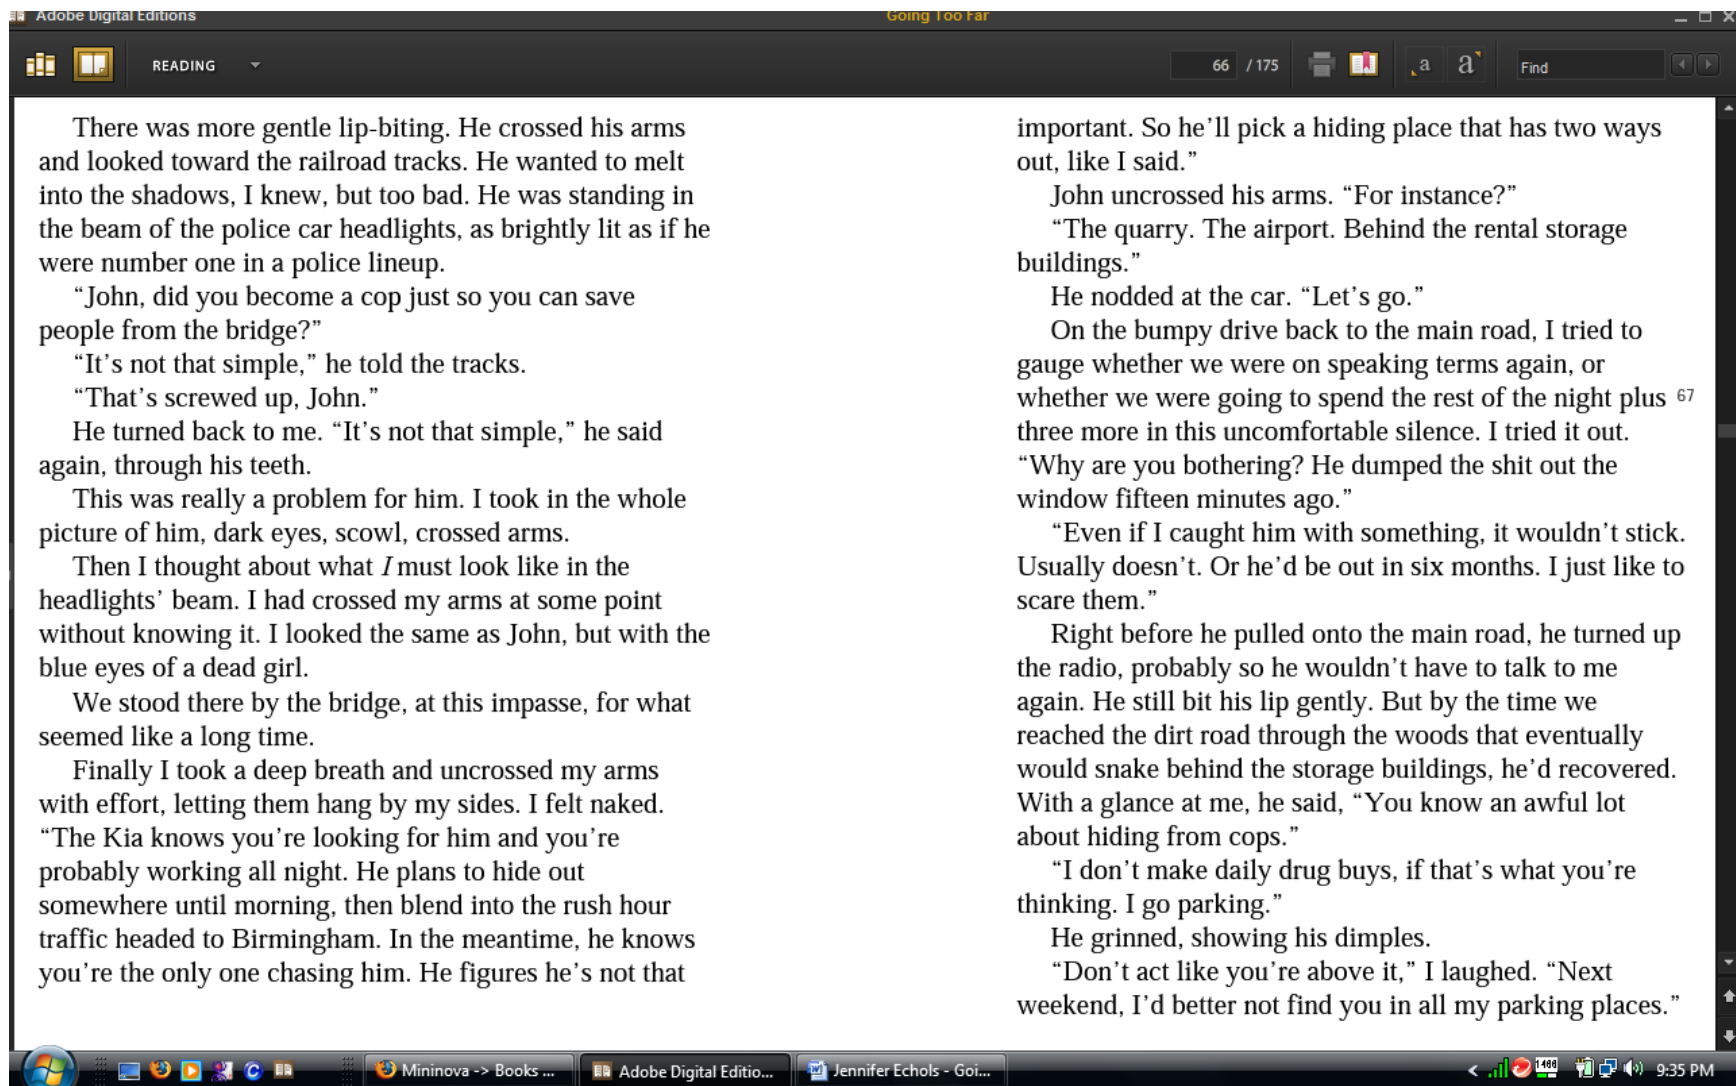 Adobe Digital Editions
Going Too Far
READING
66 / 175
a
a
Find
There was more gentle lip-biting. He crossed his arms
and looked toward the railroad tracks. He wanted to melt
into the shadows, I knew, but too bad. He was standing in
the beam of the police car headlights, as brightly lit as if he
were number one in a police lineup.
“John, did you become a cop just so you can save
people from the bridge?”
“It’s not that simple,” he told the tracks.
“That’s screwed up, John.”
He turned back to me. “It’s not that simple,” he said
again, through his teeth.
This was really a problem for him. I took in the whole
picture of him, dark eyes, scowl, crossed arms.
Then I thought about what I must look like in the
headlights’ beam. I had crossed my arms at some point
without knowing it. I looked the same as John, but with the
blue eyes of a dead girl.
We stood there by the bridge, at this impasse, for what
seemed like a long time.
Finally I took a deep breath and uncrossed my arms
with effort, letting them hang by my sides. I felt naked.
“The Kia knows you’re looking for him and you’re
probably working all night. He plans to hide out
somewhere until morning, then blend into the rush hour
traffic headed to Birmingham. In the meantime, he knows
you’re the only one chasing him. He figures he’s not that
important. So he’ll pick a hiding place that has two ways
out, like I said.”
John uncrossed his arms. “For instance?”
“The quarry. The airport. Behind the rental storage
buildings.”
He nodded at the car. “Let’s go.”
On the bumpy drive back to the main road, I tried to
gauge whether we were on speaking terms again, or
whether we were going to spend the rest of the night plus 67
three more in this uncomfortable silence. I tried it out.
“Why are you bothering? He dumped the shit out the
window fifteen minutes ago.”
“Even if I caught him with something, it wouldn’t stick.
Usually doesn’t. Or he’d be out in six months. I just like to
scare them.”
Right before he pulled onto the main road, he turned up
the radio, probably so he wouldn’t have to talk to me
again. He still bit his lip gently. But by the time we
reached the dirt road through the woods that eventually
would snake behind the storage buildings, he’d recovered.
With a glance at me, he said, “You know an awful lot
about hiding from cops.”
“I don’t make daily drug buys, if that’s what you’re
thinking. I go parking.”
He grinned, showing his dimples.
“Don’t act like you’re above it,” I laughed. “Next
weekend, I’d better not find you in all my parking places.”
Mininova -> Books ...
Adobe Digital Editio...
Jennifer Echols - Goi...
9:35 PM